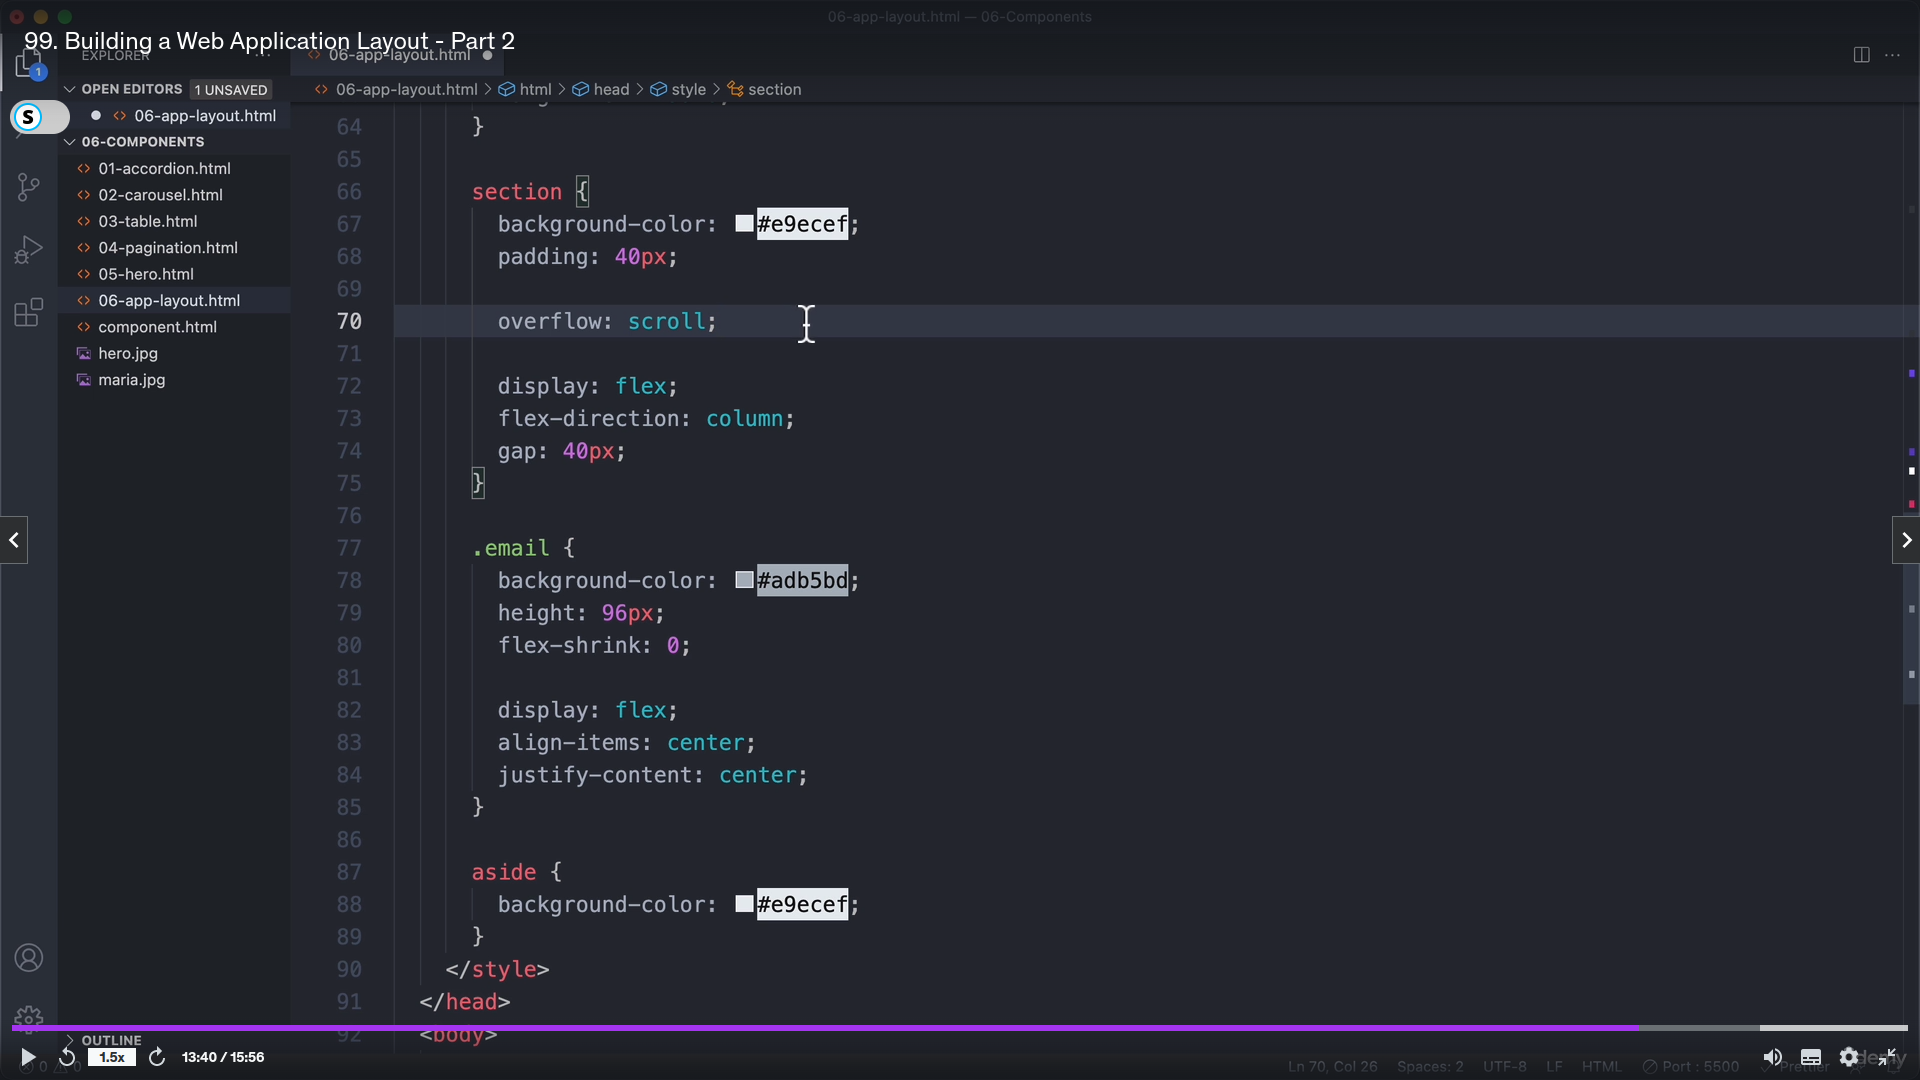 06-app-layout.html — 06-Components
99. Building a Web Application Layout - Part 2
EXPLORER
06-app-layout.html
1
OPEN EDITORS 1 UNSAVED
06-app-layout.html > html > head > style > section
S
06-app-layout.html
06-COMPONENTS
01-accordion.html
02-carousel.html
03-table.html
04-pagination.html
05-hero.html
06-app-layout.html
component.html
hero.jpg
maria.jpg
64 }
65
66 section {
67 background-color: #e9ecef;
68 padding: 40px;
69
70 overflow: scroll;
71
72 display: flex;
73 flex-direction: column;
74 gap: 40px;
75 }
76
77 .email {
78 background-color: #adb5bd;
79 height: 96px;
80 flex-shrink: 0;
81
82 display: flex;
83 align-items: center;
84 justify-content: center;
85 }
86
87 aside {
88 background-color: #e9ecef;
89 }
90 </style>
91 </head>
92 <body>
OUTLINE
1.5x 13:40 / 15:56
0 0
Ln 70, Col 26 Spaces: 2 UTF-8 LF HTML Port : 5500 Prettier